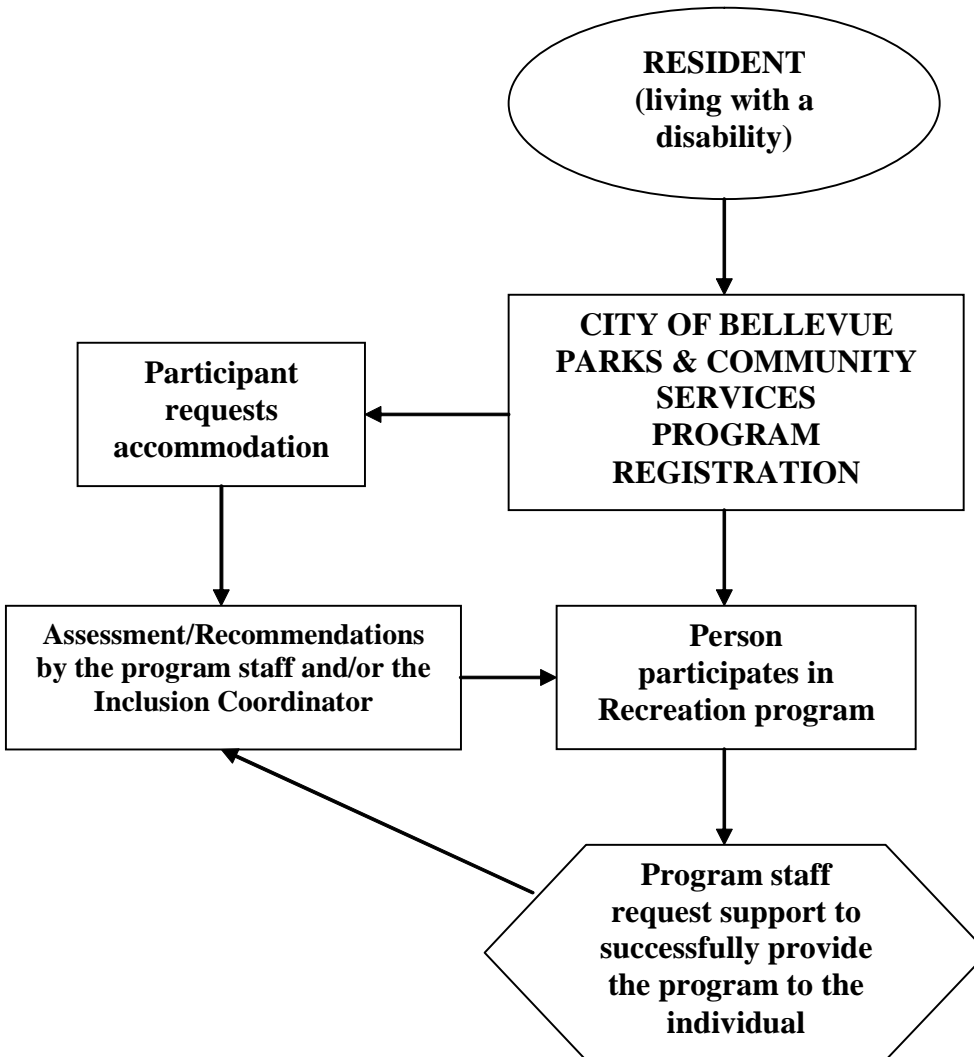 RESIDENT
(living with a
disability)
CITY OF BELLEVUE
PARKS & COMMUNITY
SERVICES
PROGRAM
REGISTRATION
Participant
requests
accommodation
Assessment/Recommendations
by the program staff and/or the
Inclusion Coordinator
Person
participates in
Recreation program
Program staff
request support to
successfully provide
the program to the
individual